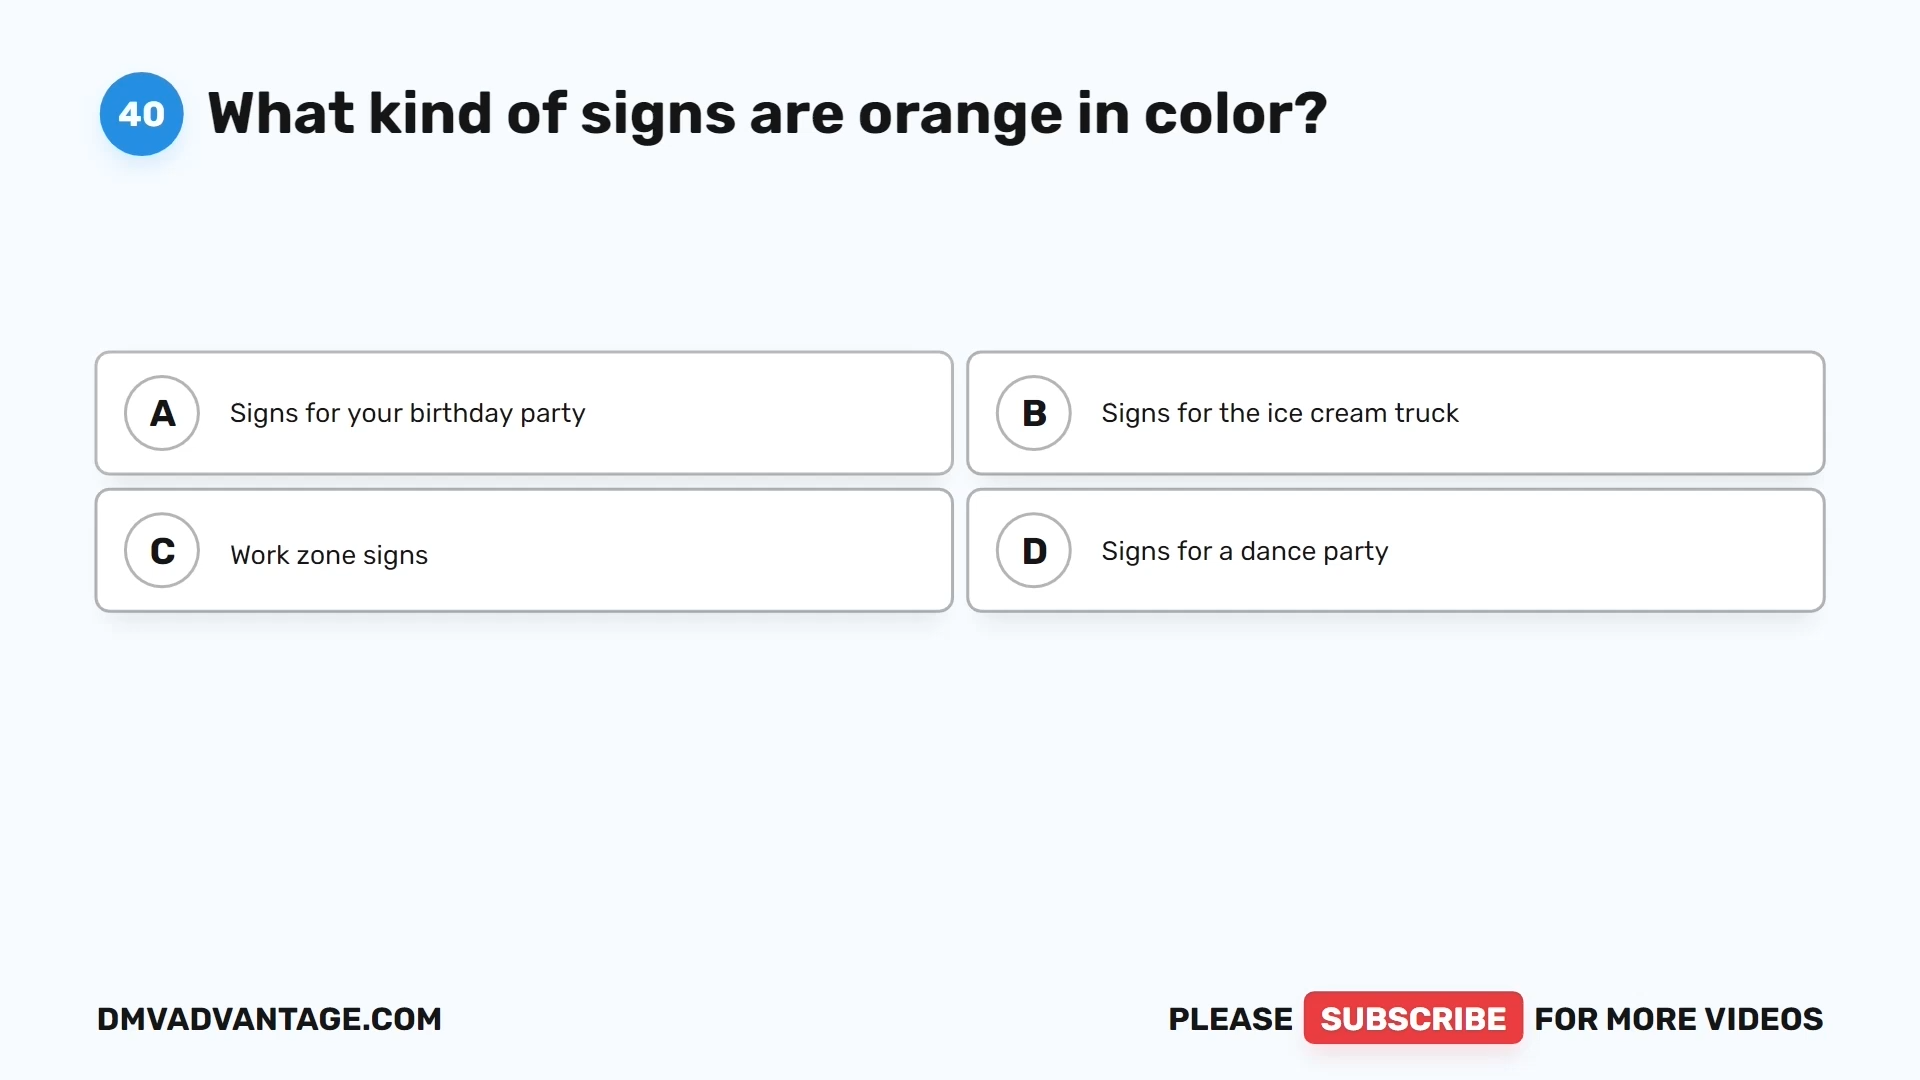 40 What kind of signs are orange in color?
A Signs for your birthday party
B Signs for the ice cream truck
C Work zone signs
D Signs for a dance party
DMVADVANTAGE.COM
PLEASE SUBSCRIBE FOR MORE VIDEOS